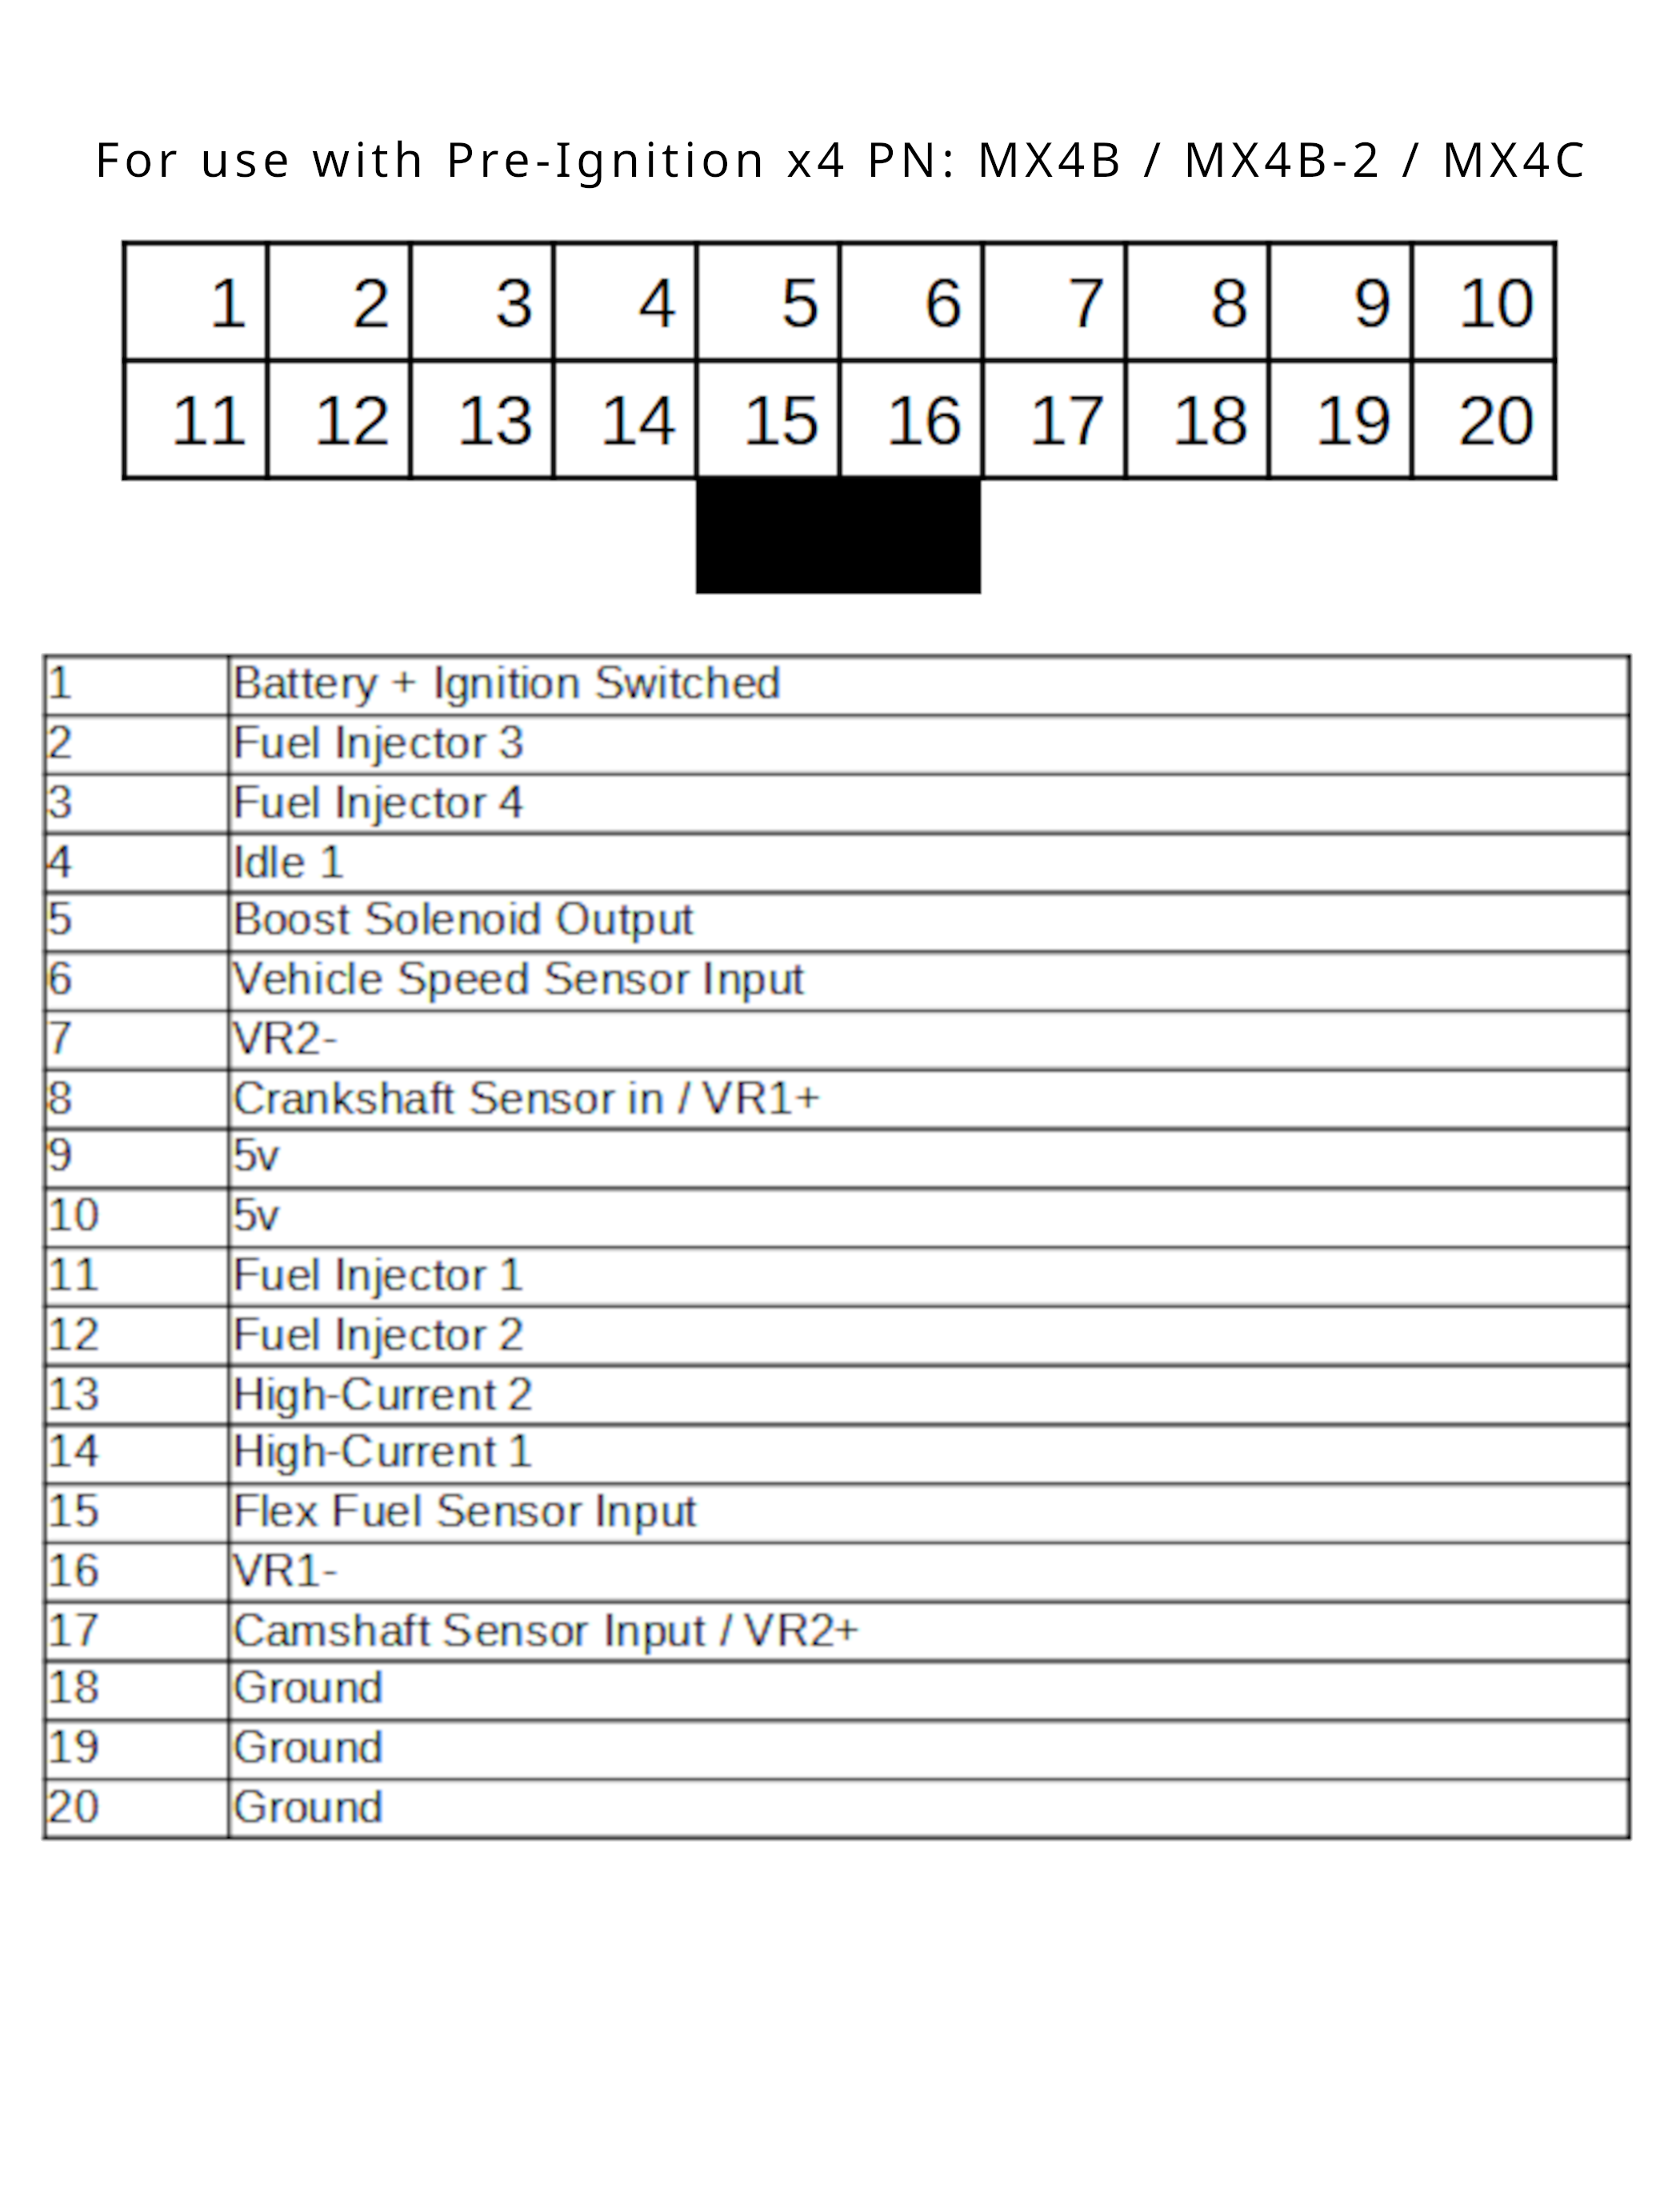 For use with Pre-Ignition x4 PN: MX4B / MX4B-2 / MX4C
1 2 3 4 5 6 7 8 9 10
11 12 13 14 15 16 17 18 19 20
1 Battery + Ignition Switched
2 Fuel Injector 3
3 Fuel Injector 4
4 Idle 1
5 Boost Solenoid Output
6 Vehicle Speed Sensor Input
7 VR2-
8 Crankshaft Sensor in / VR1+
9 5v
10 5v
11 Fuel Injector 1
12 Fuel Injector 2
13 High-Current 2
14 High-Current 1
15 Flex Fuel Sensor Input
16 VR1-
17 Camshaft Sensor Input / VR2+
18 Ground
19 Ground
20 Ground